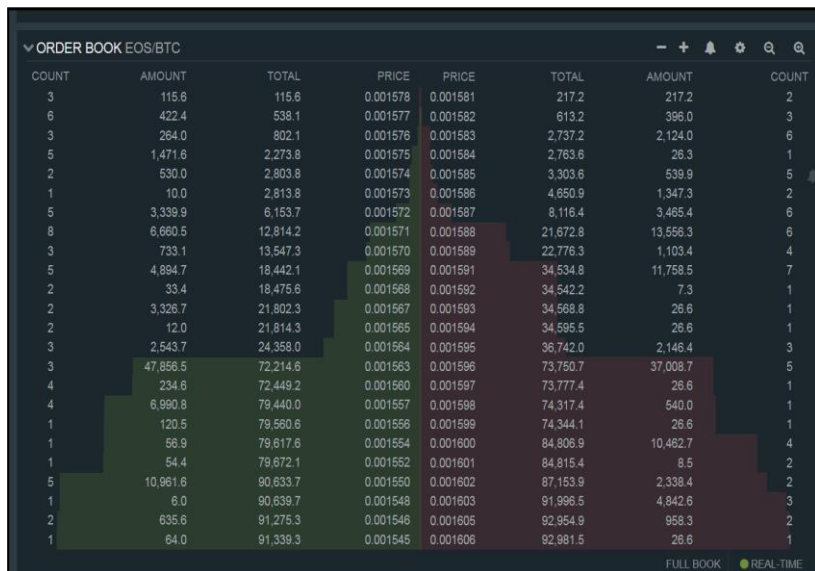 ORDER BOOK EOS/BTC
COUNT AMOUNT TOTAL PRICE PRICE TOTAL AMOUNT COUNT
3 115.6 115.6 0.001578 0.001581 217.2 217.2 2
6 422.4 538.1 0.001577 0.001582 613.2 396.0 3
3 264.0 802.1 0.001576 0.001583 2,737.2 2,124.0 6
5 1,471.6 2,273.8 0.001575 0.001584 2,763.6 26.3 1
2 530.0 2,803.8 0.001574 0.001585 3,303.6 539.9 5
1 10.0 2,813.8 0.001573 0.001586 4,650.9 1,347.3 2
5 3,339.9 6,153.7 0.001572 0.001587 8,116.4 3,465.4 6
8 6,660.5 12,814.2 0.001571 0.001588 21,672.8 13,556.3 6
3 733.1 13,547.3 0.001570 0.001589 22,776.3 1,103.4 4
5 4,894.7 18,442.1 0.001569 0.001591 34,534.8 11,758.5 7
2 33.4 18,475.6 0.001568 0.001592 34,542.2 7.3 1
2 3,326.7 21,802.3 0.001567 0.001593 34,568.8 26.6 1
2 12.0 21,814.3 0.001565 0.001594 34,595.5 26.6 1
3 2,543.7 24,358.0 0.001564 0.001595 36,742.0 2,146.4 3
3 47,856.5 72,214.6 0.001563 0.001596 73,750.7 37,008.7 5
4 234.6 72,449.2 0.001560 0.001597 73,777.4 26.6 1
4 6,990.8 79,440.0 0.001557 0.001598 74,317.4 540.0 1
1 120.5 79,560.6 0.001556 0.001599 74,344.1 26.6 1
1 56.9 79,617.6 0.001554 0.001600 84,806.9 10,462.7 4
1 54.4 79,672.1 0.001552 0.001601 84,815.4 8.5 2
5 10,961.6 90,633.7 0.001550 0.001602 87,153.9 2,338.4 2
1 6.0 90,639.7 0.001548 0.001603 91,996.5 4,842.6 3
2 635.6 91,275.3 0.001546 0.001605 92,954.9 958.3 2
1 64.0 91,339.3 0.001545 0.001606 92,981.5 26.6 1
FULL BOOK REAL-TIME